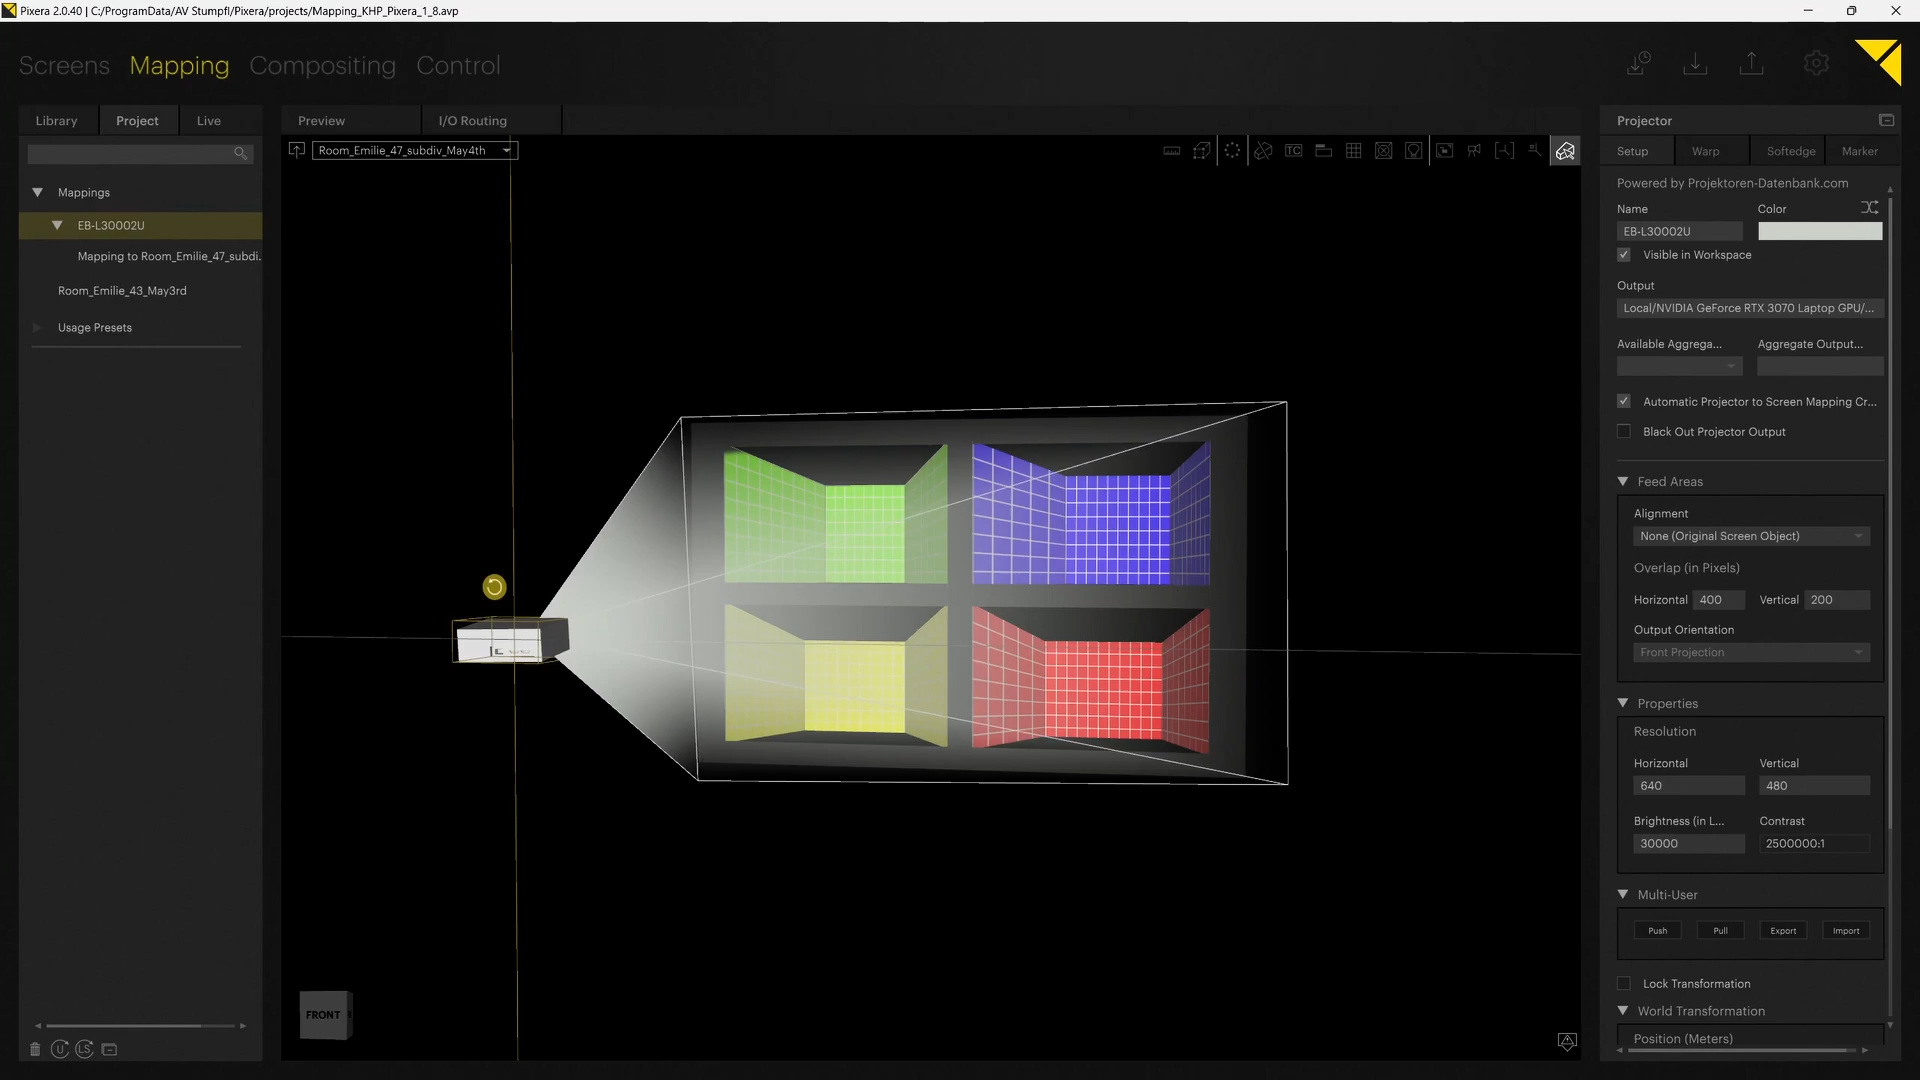 Pixera 2.0.40 | C:/ProgramData/AV Stumpfl/Pixera/projects/Mapping_KHP_Pixera_1_8.avp
Screens Mapping Compositing Control
Library Project Live
Mappings
EB-L30002U
Mapping to Room_Emilie_47_subdi.
Room_Emilie_43_May3rd
Usage Presets
U LS
Preview I/O Routing
Room_Emilie_47_subdiv_May4th
TC
FRONT
Projector
Setup Warp Softedge Marker
Powered by Projektoren-Datenbank.com
Name Color
EB-L30002U
Visible in Workspace
Output
Local/NVIDIA GeForce RTX 3070 Laptop GPU/...
Available Aggrega... Aggregate Output...
Automatic Projector to Screen Mapping Cr...
Black Out Projector Output
Feed Areas
Alignment
None (Original Screen Object)
Overlap (in Pixels)
Horizontal 400 Vertical 200
Output Orientation
Front Projection
Properties
Resolution
Horizontal Vertical
640 480
Brightness (in L... Contrast
30000 2500000:1
Multi-User
Push Pull Export Import
Lock Transformation
World Transformation
Position (Meters)